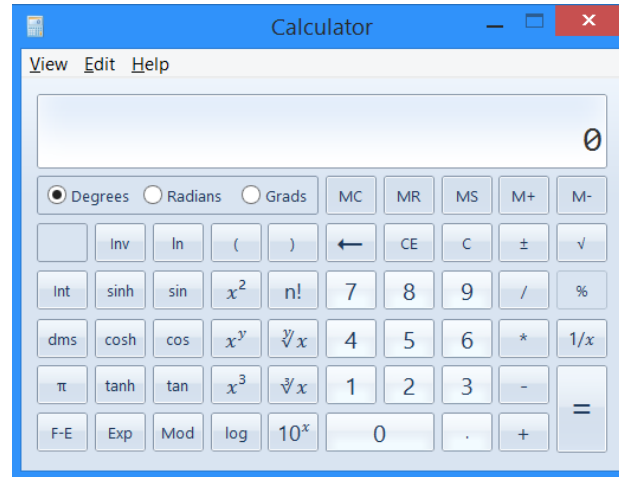 Calculator
View Edit Help
0
Degrees Radians Grads MC MR MS M+ M-
Inv ln ( ) ← CE C ± √
Int sinh sin x² n! 7 8 9 / %
dms cosh cos xʸ ʸ√x 4 5 6 * 1/x
π tanh tan x³ ³√x 1 2 3 - =
F-E Exp Mod log 10ˣ 0 . +